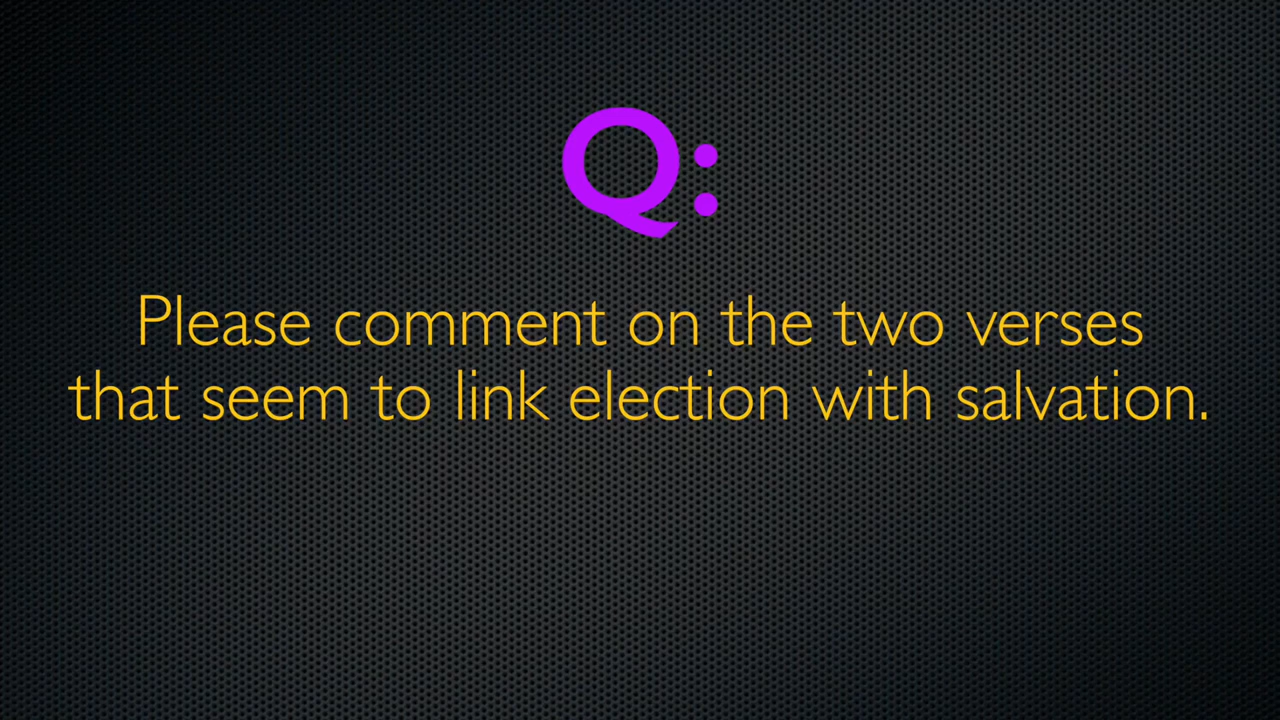 Q:
Please comment on the two verses
that seem to link election with salvation.